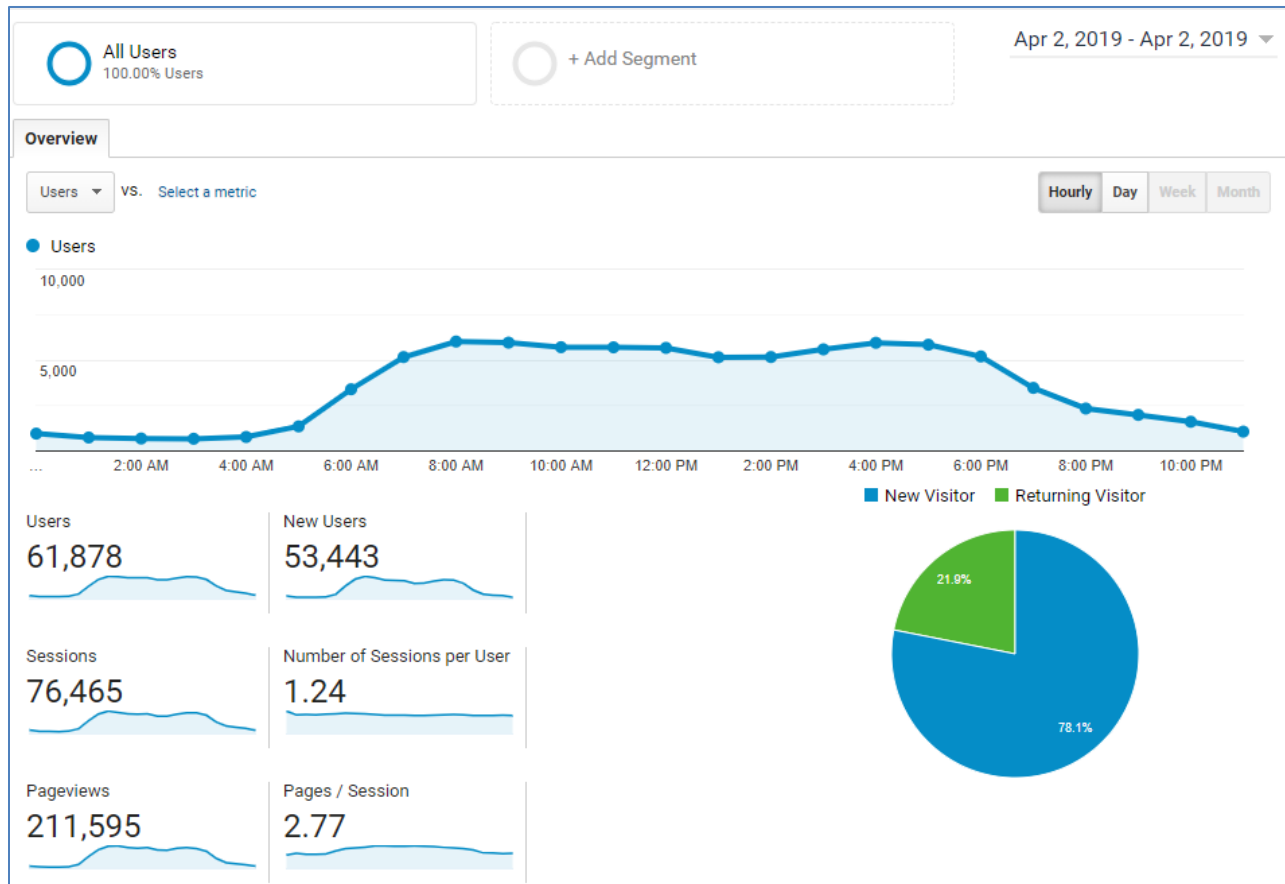 All Users
100.00% Users
+ Add Segment
Apr 2, 2019 - Apr 2, 2019
Overview
Users VS. Select a metric
Hourly Day Week Month
Users
10,000
5,000
... 2:00 AM 4:00 AM 6:00 AM 8:00 AM 10:00 AM 12:00 PM 2:00 PM 4:00 PM 6:00 PM 8:00 PM 10:00 PM
New Visitor Returning Visitor
Users
61,878
New Users
53,443
Sessions
76,465
Number of Sessions per User
1.24
Pageviews
211,595
Pages / Session
2.77
21.9%
78.1%